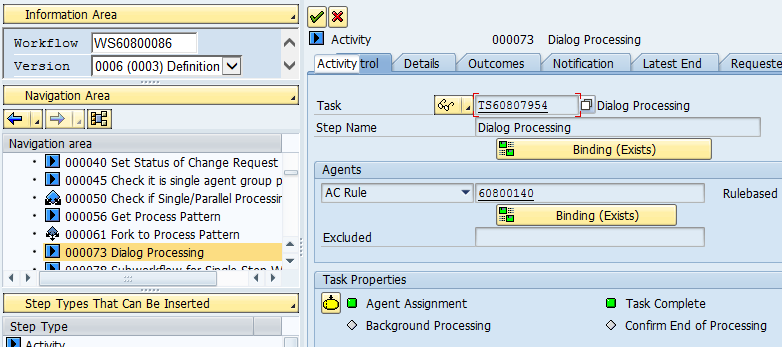 Information Area
Workflow WS60800086
Version 0006 (0003) Definition
Navigation Area
Navigation area
000040 Set Status of Change Request
000045 Check it is single agent group p
000050 Check if Single/Parallel Processin
000056 Get Process Pattern
000061 Fork to Process Pattern
000073 Dialog Processing
000078 Subworkflow for Single Step W
Step Types That Can Be Inserted
Step Type
Activity
Activity 000073 Dialog Processing
Activity trol Details Outcomes Notification Latest End Requeste
Task TS60807954 Dialog Processing
Step Name Dialog Processing
Binding (Exists)
Agents
AC Rule 60800140 Rulebased
Binding (Exists)
Excluded
Task Properties
Agent Assignment Task Complete
Background Processing Confirm End of Processing